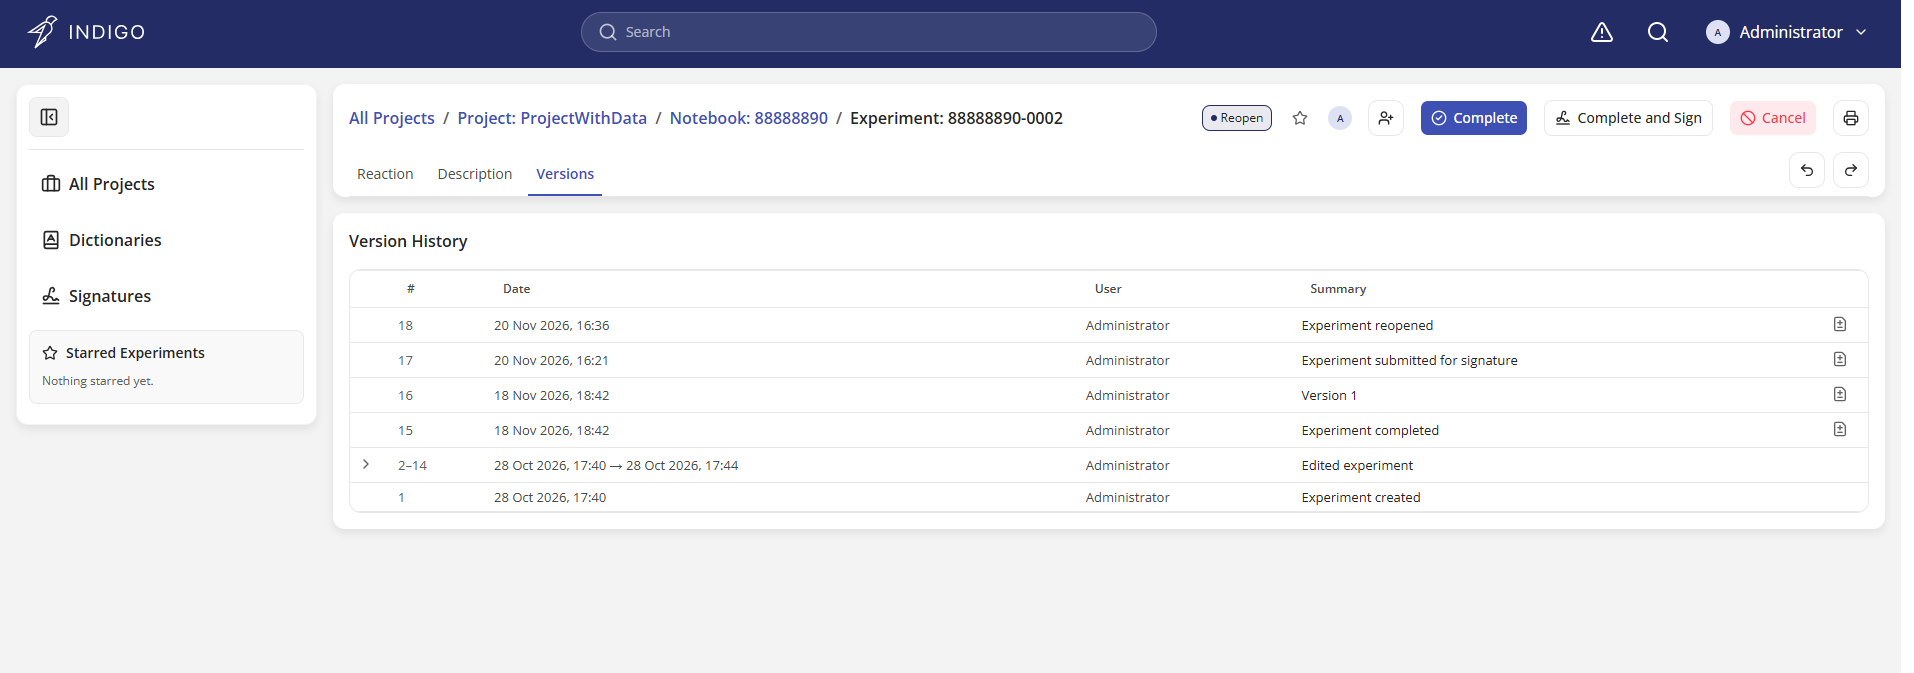 INDIGO
Search
A Administrator
All Projects / Project: ProjectWithData / Notebook: 88888890 / Experiment: 88888890-0002
Reopen
A
Complete
Complete and Sign
Cancel
Reaction Description Versions
All Projects
Dictionaries
Signatures
Starred Experiments
Nothing starred yet.
Version History
# Date User Summary
18 20 Nov 2026, 16:36 Administrator Experiment reopened
17 20 Nov 2026, 16:21 Administrator Experiment submitted for signature
16 18 Nov 2026, 18:42 Administrator Version 1
15 18 Nov 2026, 18:42 Administrator Experiment completed
2–14 28 Oct 2026, 17:40 → 28 Oct 2026, 17:44 Administrator Edited experiment
1 28 Oct 2026, 17:40 Administrator Experiment created